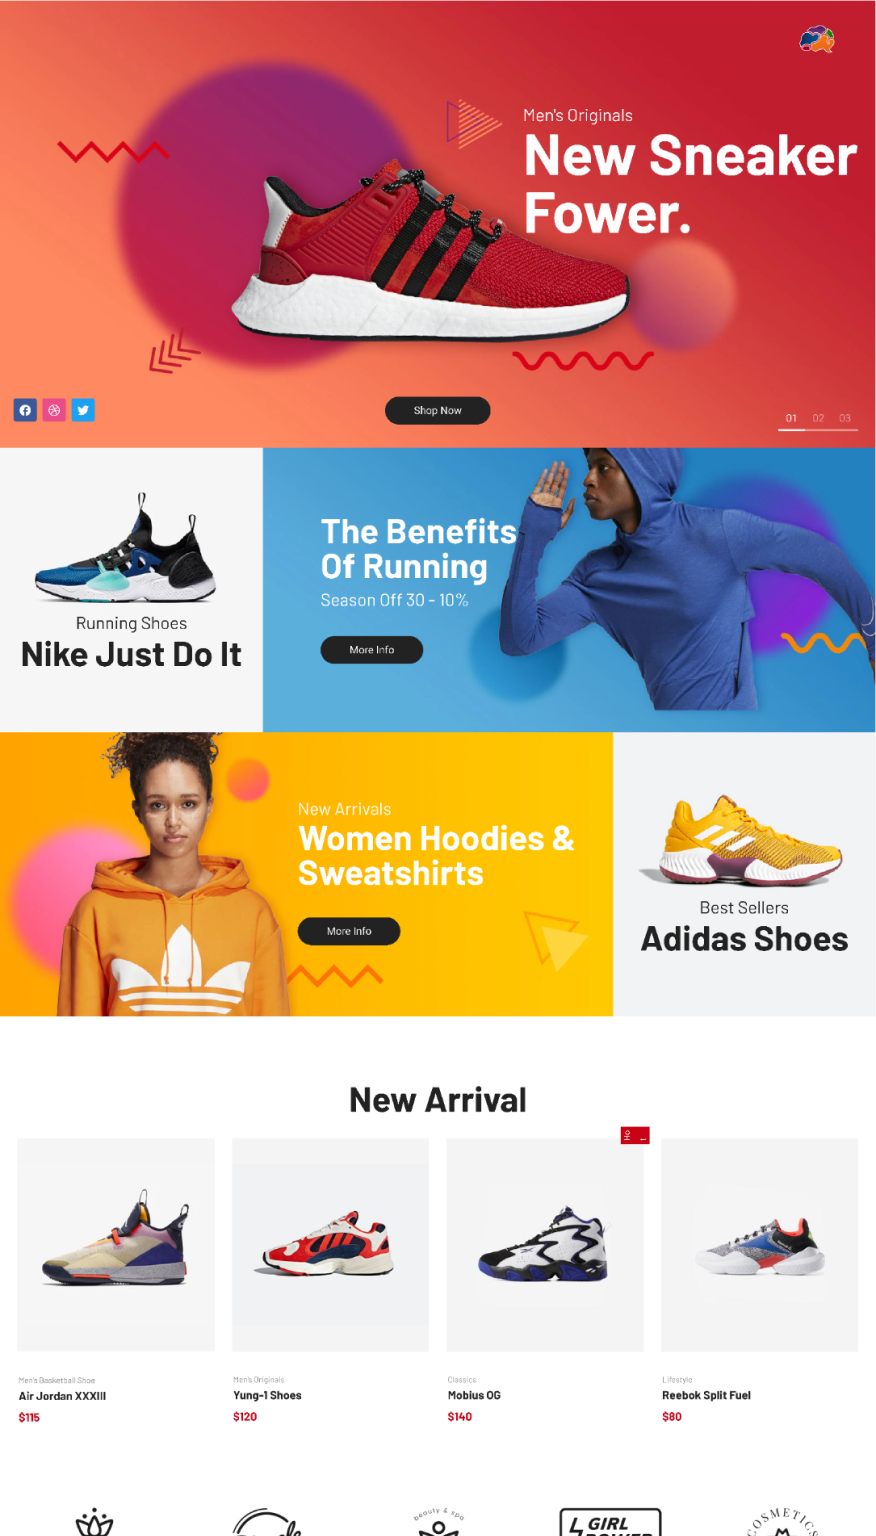 Men's Originals
New Sneaker
Fower.
Shop Now
01 02 03
The Benefits
Of Running
Season Off 30 - 10%
More Info
Running Shoes
Nike Just Do It
New Arrivals
Women Hoodies &
Sweatshirts
More Info
Best Sellers
Adidas Shoes
New Arrival
Ho
t
Men's Basketball Shoe
Air Jordan XXXIII
$115
Men's Originals
Yung-1 Shoes
$120
Classics
Mobius OG
$140
Lifestyle
Reebok Split Fuel
$80
beauty & spa
GIRL
POWER
COSMETICS